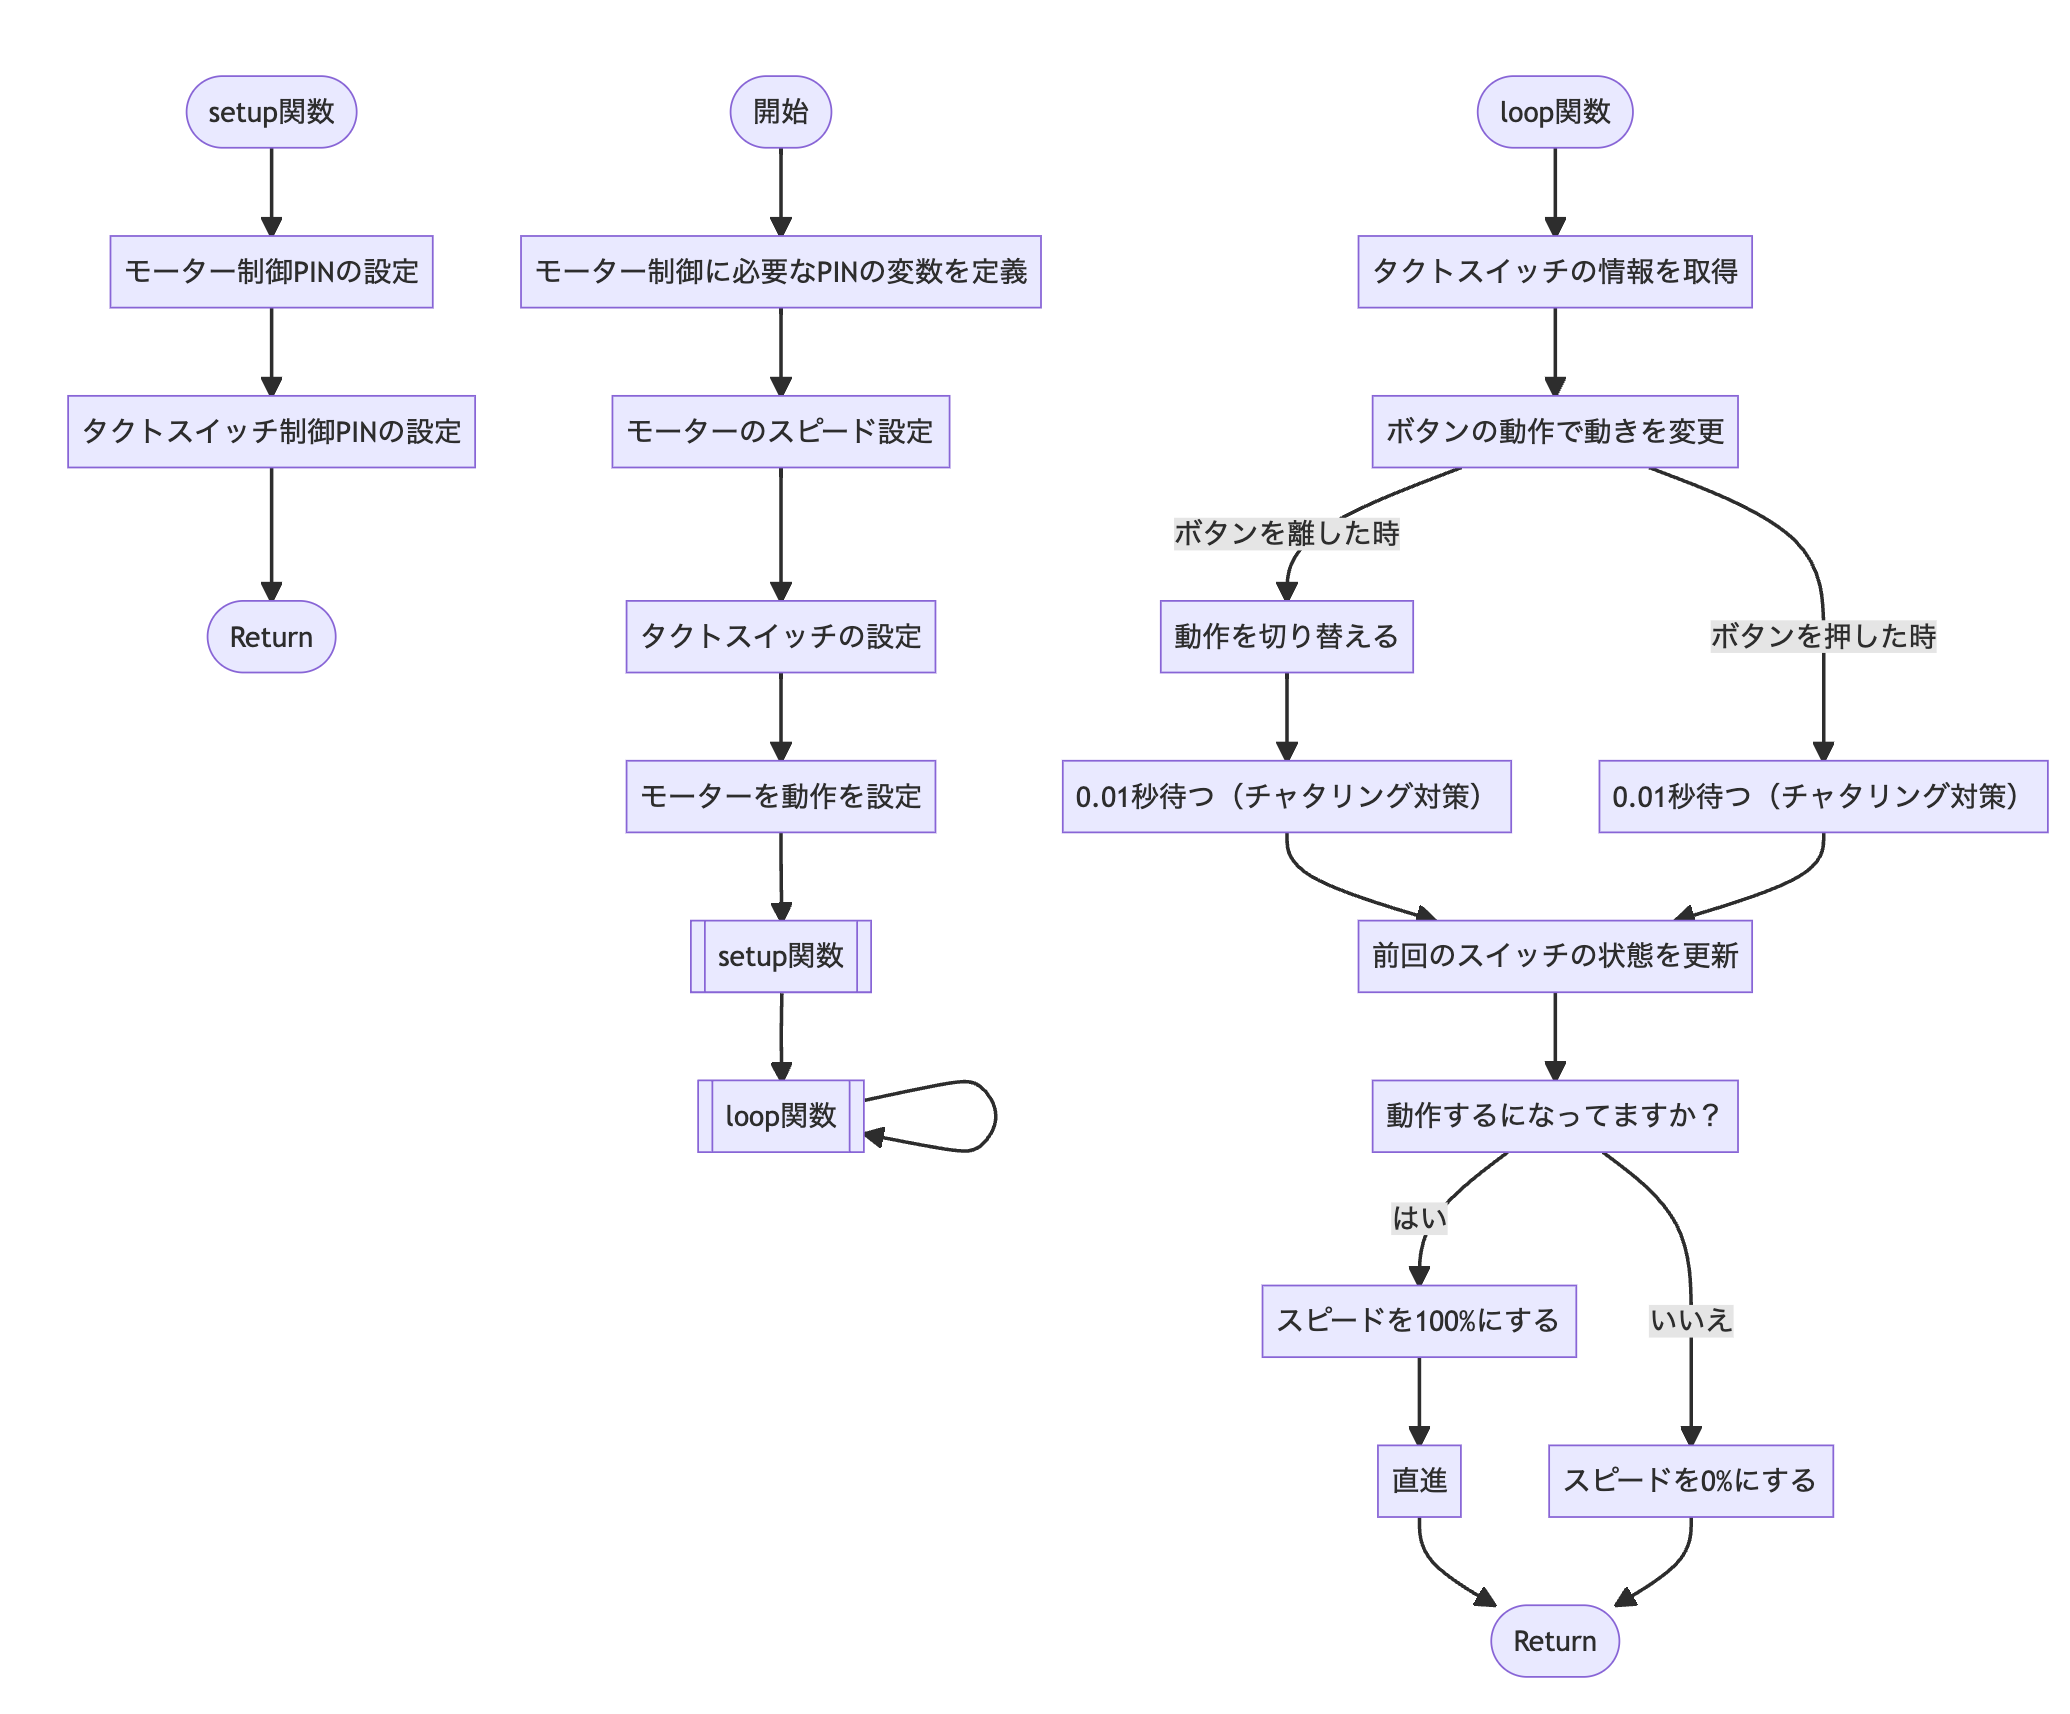 setup関数
モーター制御PINの設定
タクトスイッチ制御PINの設定
Return
開始
モーター制御に必要なPINの変数を定義
モーターのスピード設定
タクトスイッチの設定
モーターを動作を設定
setup関数
loop関数
loop関数
タクトスイッチの情報を取得
ボタンの動作で動きを変更
ボタンを離した時
ボタンを押した時
動作を切り替える
0.01秒待つ（チャタリング対策）
0.01秒待つ（チャタリング対策）
前回のスイッチの状態を更新
動作するになってますか？
はい
いいえ
スピードを100%にする
直進
スピードを0%にする
Return